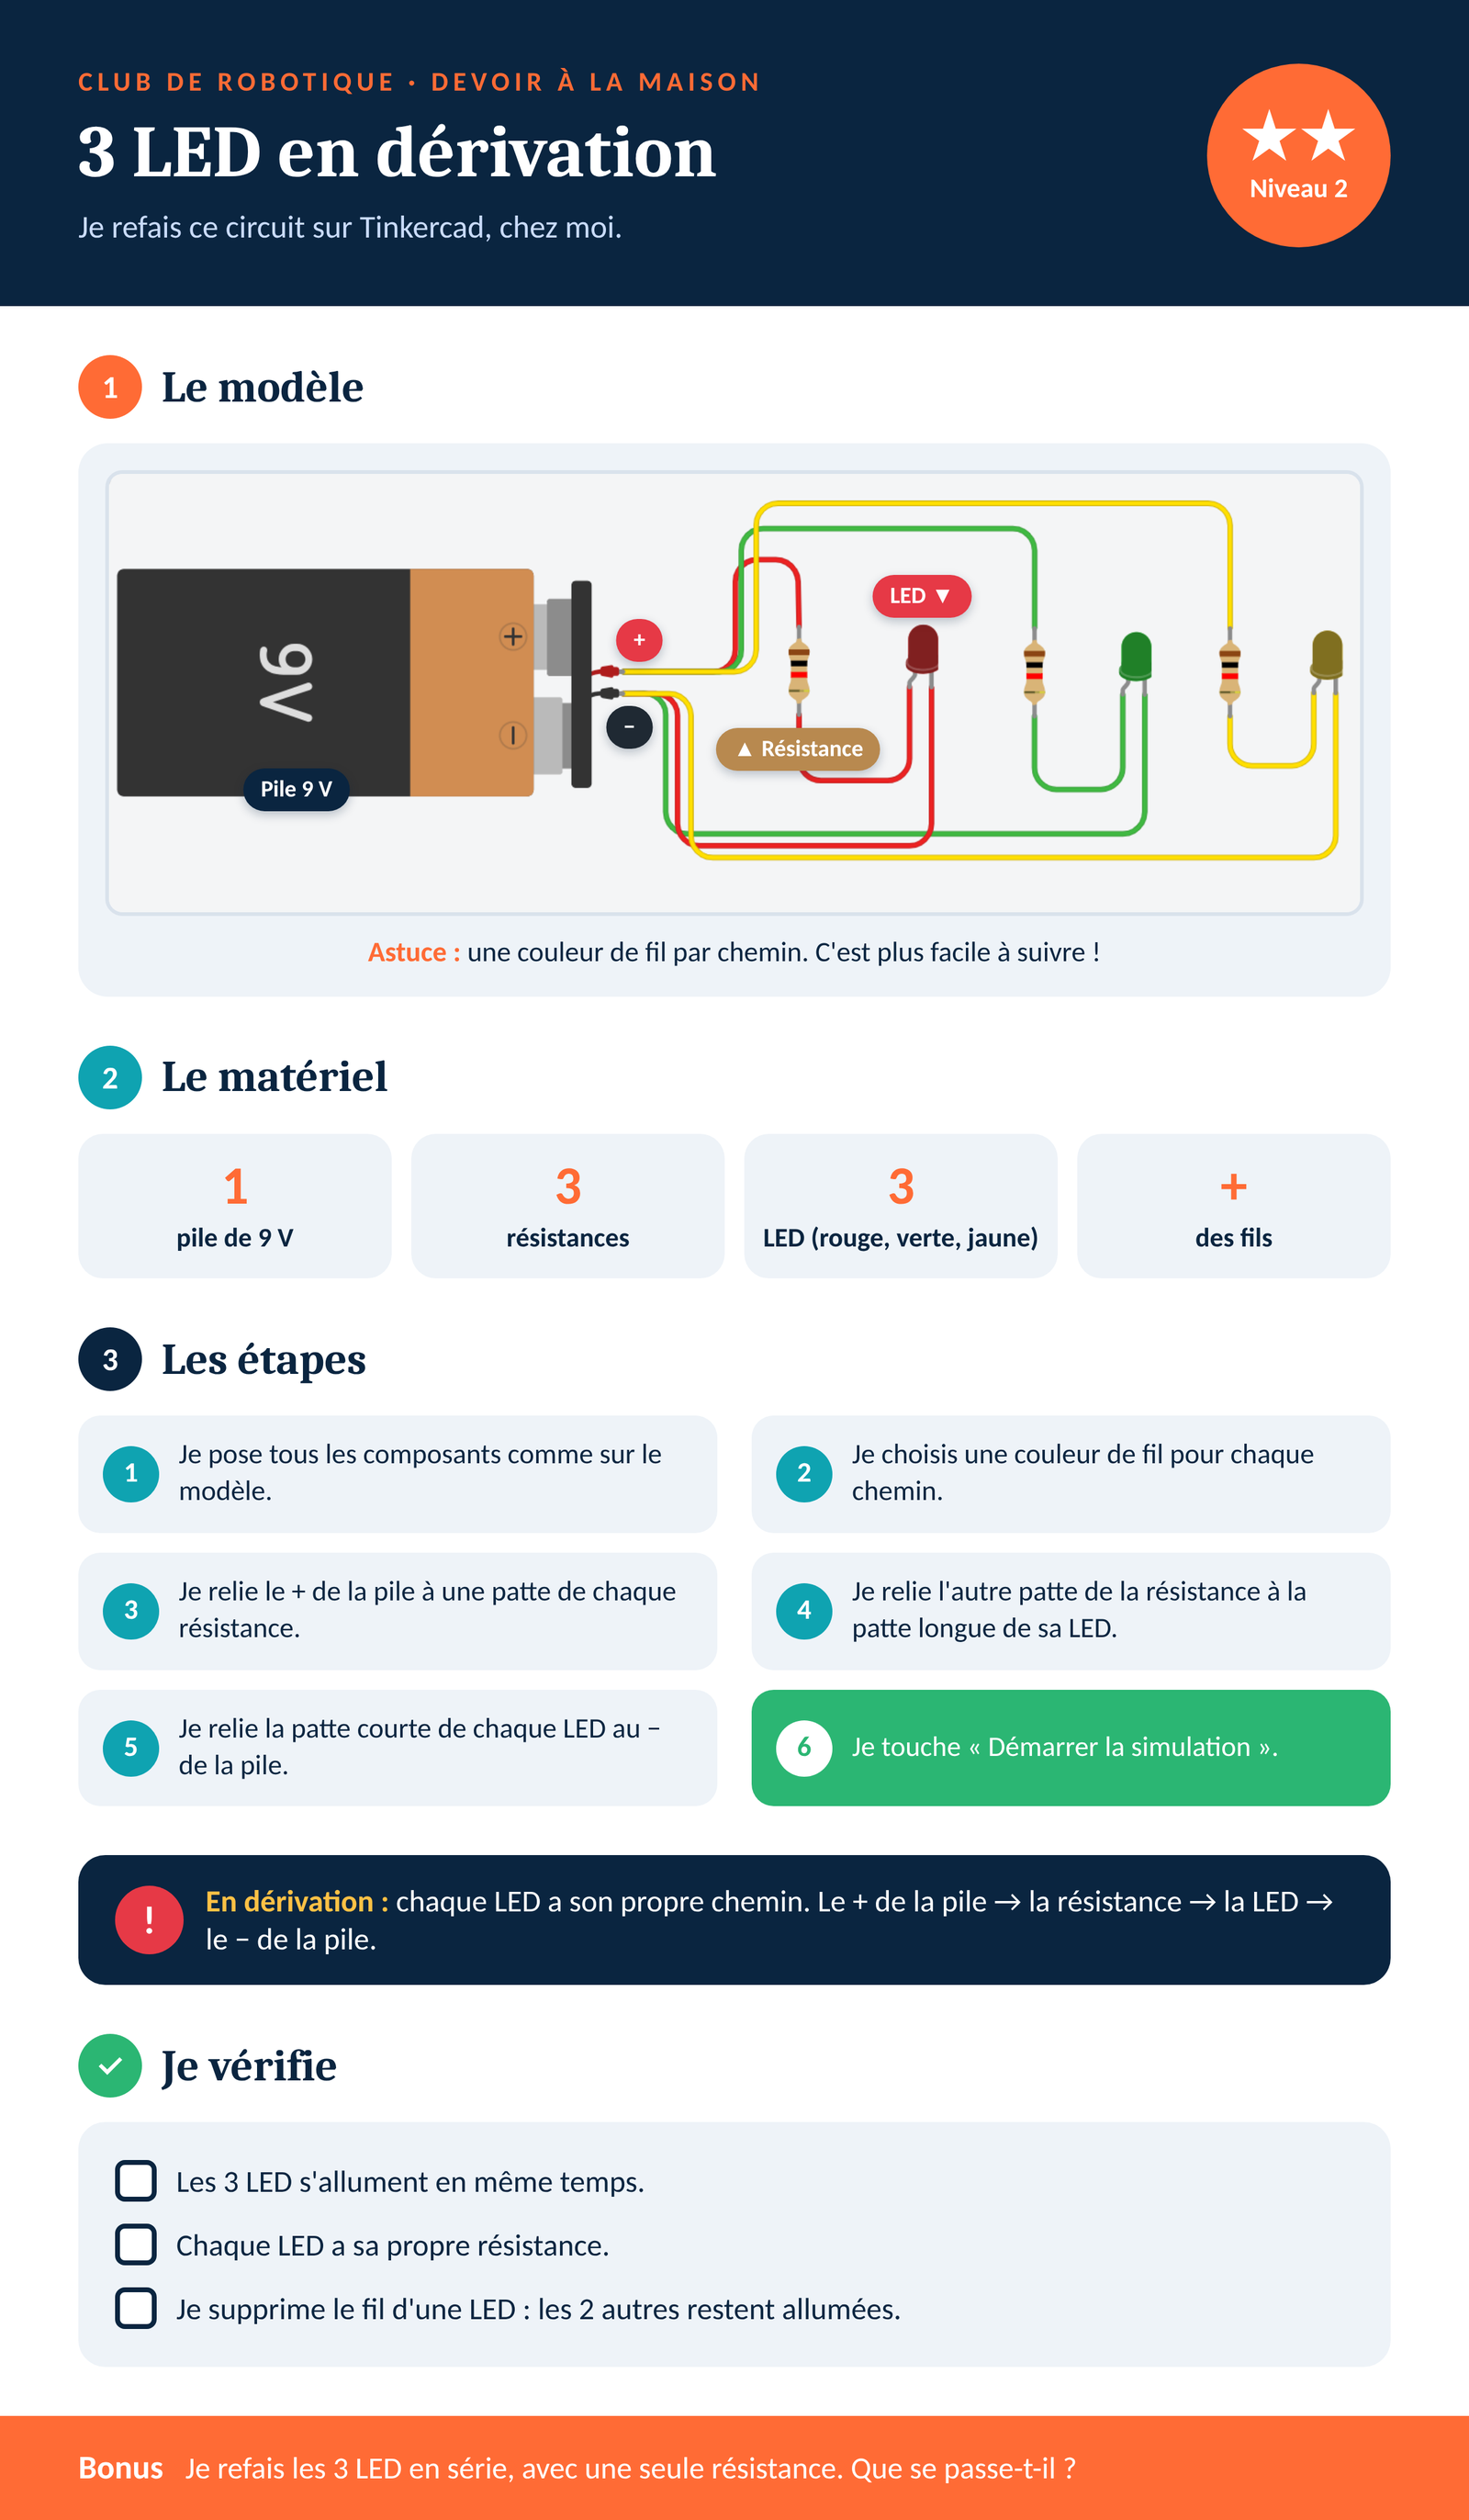 CLUB DE ROBOTIQUE · DEVOIR À LA MAISON
3 LED en dérivation
Je refais ce circuit sur Tinkercad, chez moi.
★★
Niveau 2
1 Le modèle
9V
+
−
Pile 9 V
+
−
LED ▼
▲ Résistance
Astuce : une couleur de fil par chemin. C'est plus facile à suivre !
2 Le matériel
1
pile de 9 V
3
résistances
3
LED (rouge, verte, jaune)
+
des fils
3 Les étapes
1 Je pose tous les composants comme sur le
modèle.
2 Je choisis une couleur de fil pour chaque
chemin.
3 Je relie le + de la pile à une patte de chaque
résistance.
4 Je relie l'autre patte de la résistance à la
patte longue de sa LED.
5 Je relie la patte courte de chaque LED au −
de la pile.
6 Je touche « Démarrer la simulation ».
! En dérivation : chaque LED a son propre chemin. Le + de la pile → la résistance → la LED →
le − de la pile.
✓ Je vérifie
Les 3 LED s'allument en même temps.
Chaque LED a sa propre résistance.
Je supprime le fil d'une LED : les 2 autres restent allumées.
Bonus Je refais les 3 LED en série, avec une seule résistance. Que se passe-t-il ?